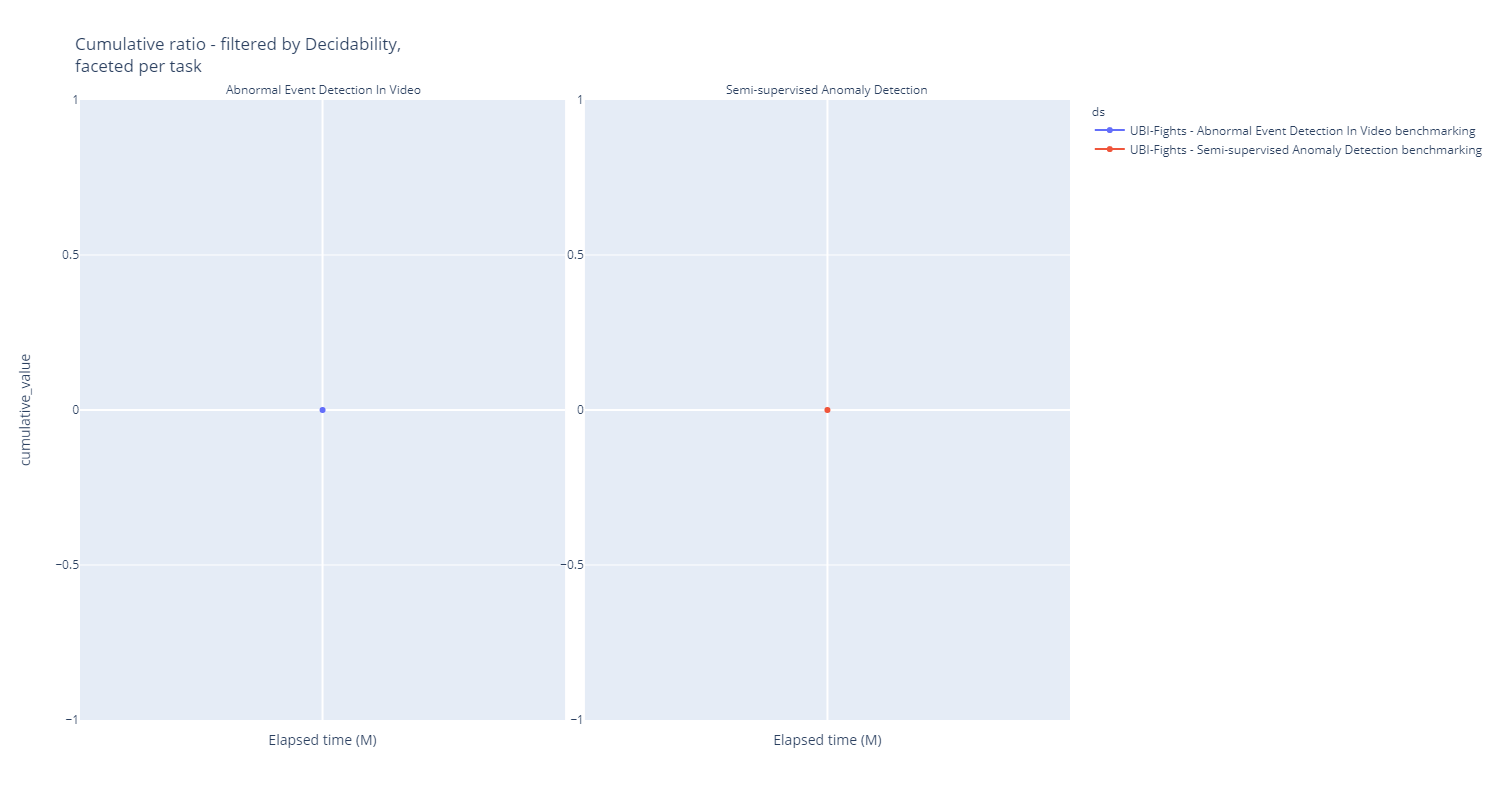 Cumulative ratio - filtered by Decidability,
faceted per task
Abnormal Event Detection In Video
Semi-supervised Anomaly Detection
1
0.5
0
−0.5
−1
1
0.5
0
−0.5
−1
cumulative_value
Elapsed time (M)
Elapsed time (M)
ds
UBI-Fights - Abnormal Event Detection In Video benchmarking
UBI-Fights - Semi-supervised Anomaly Detection benchmarking